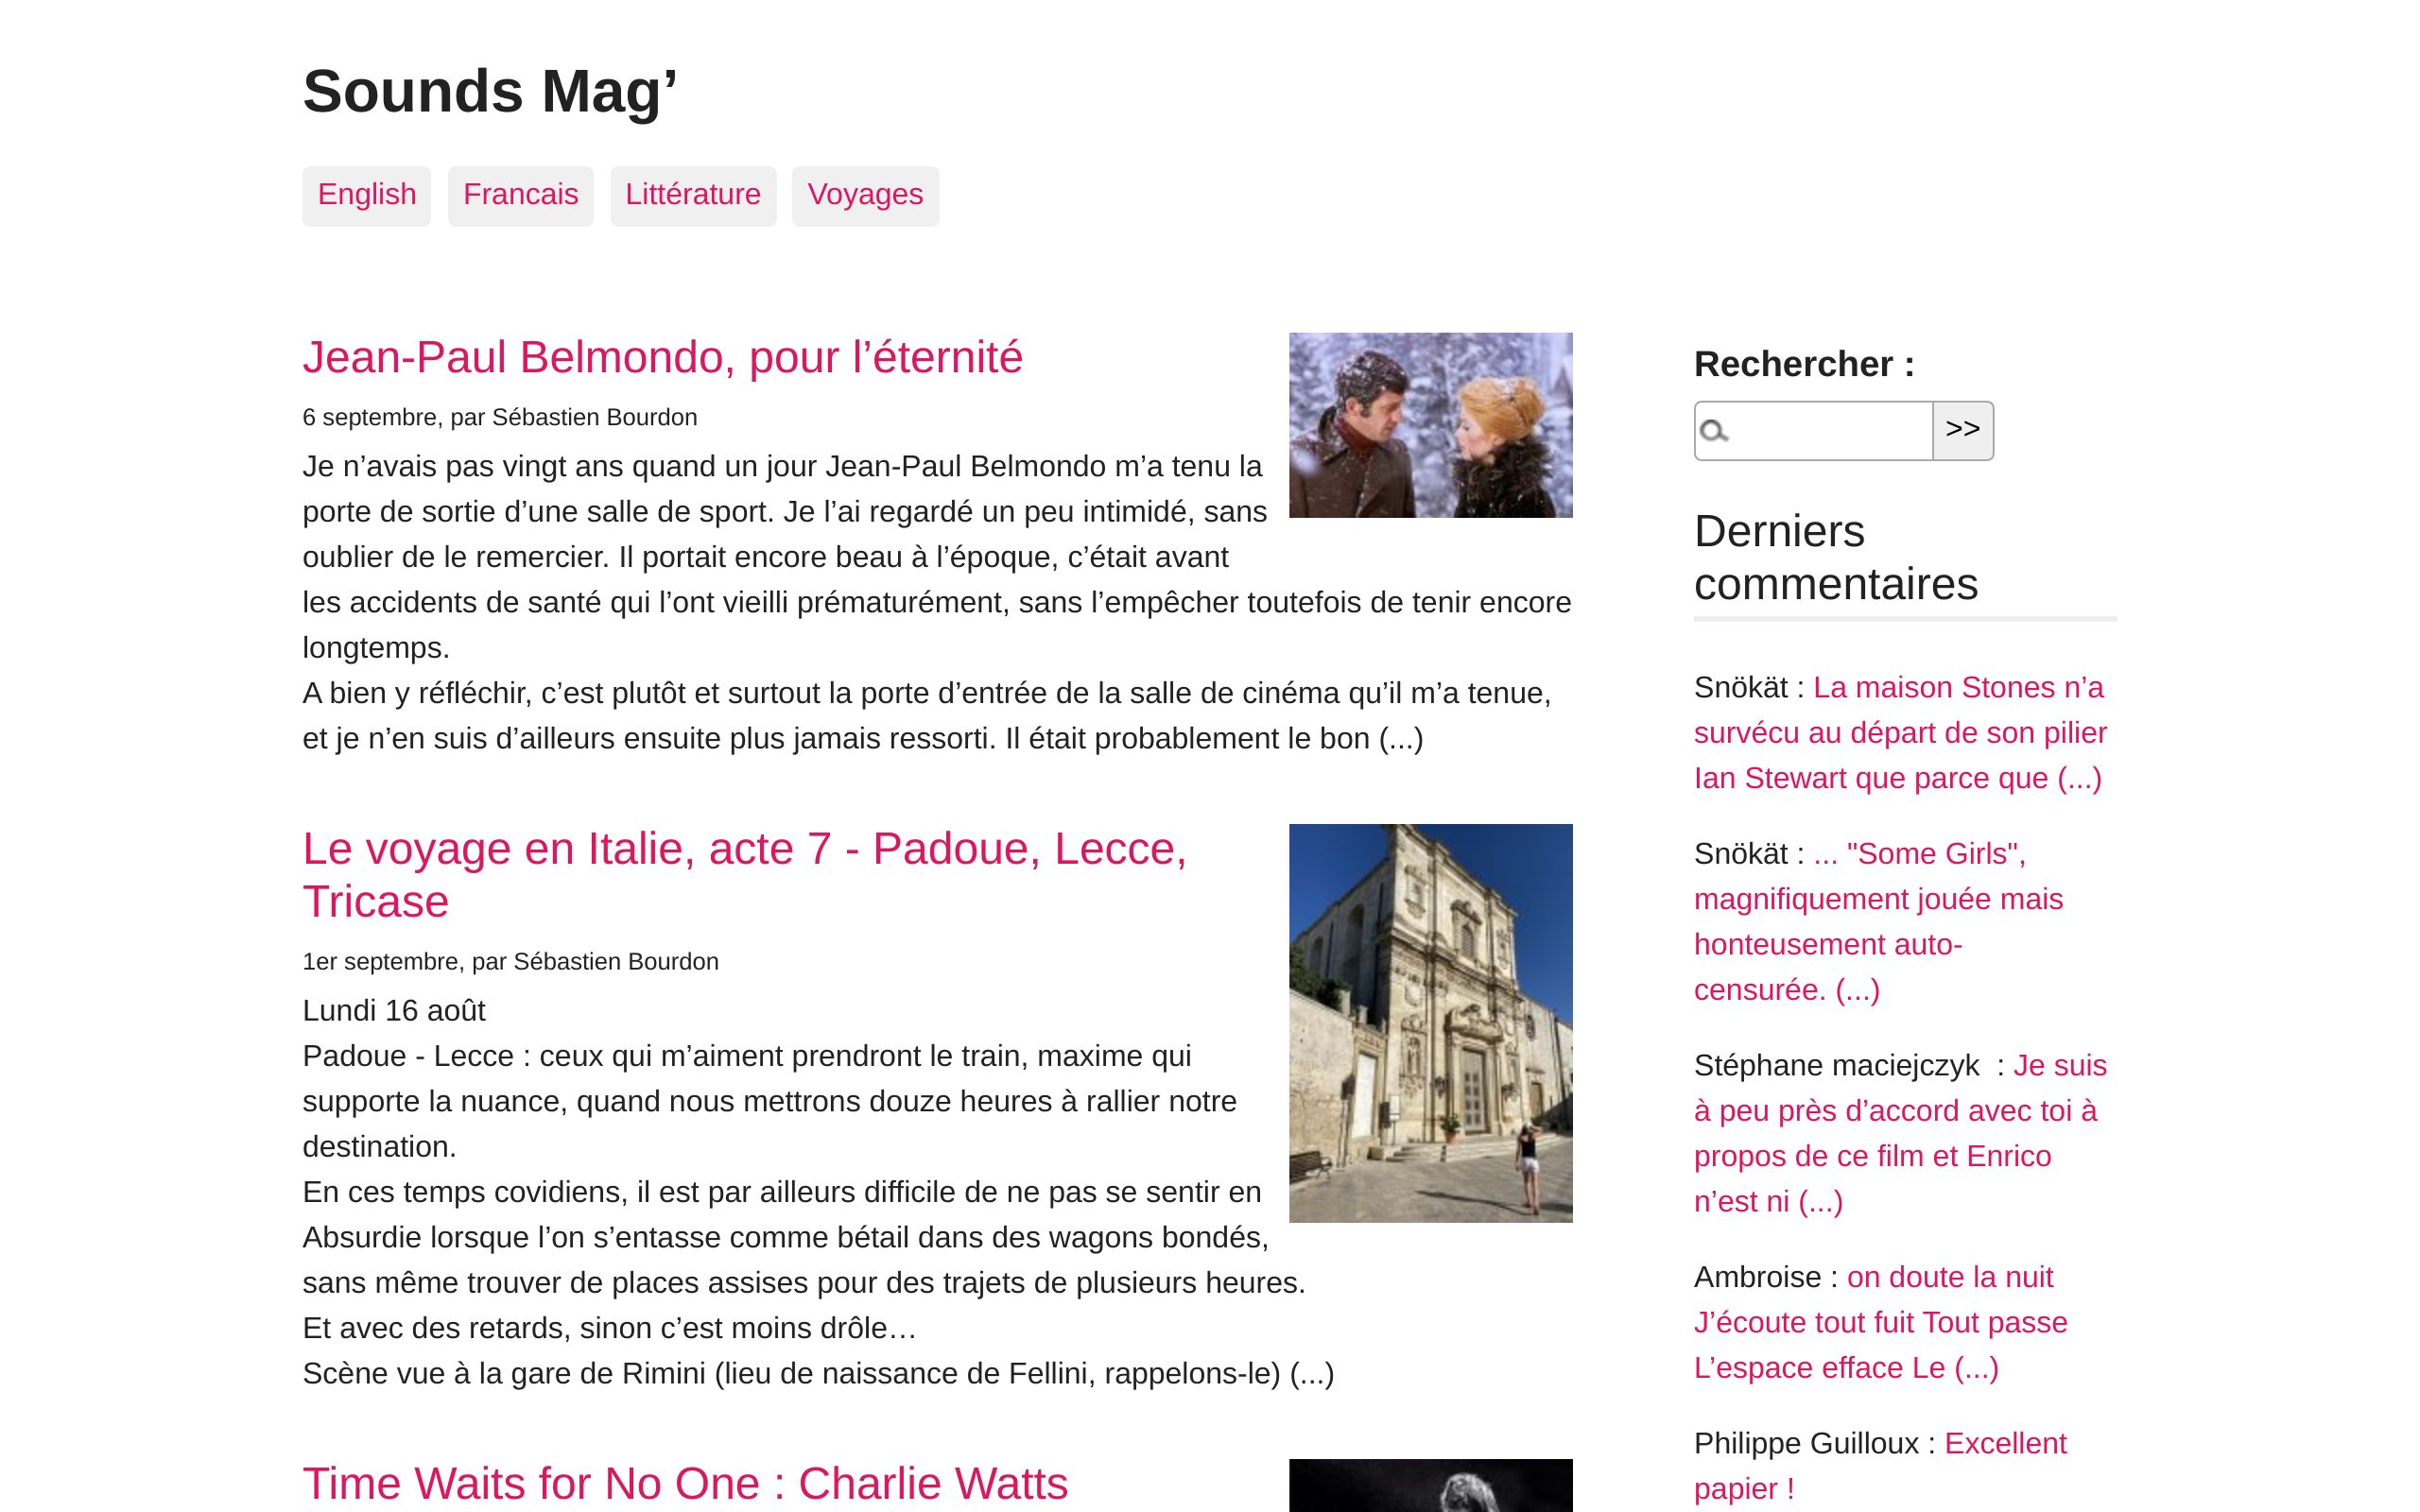 Sounds Mag’
English
Francais
Littérature
Voyages
Jean-Paul Belmondo, pour l’éternité
6 septembre, par Sébastien Bourdon
Je n’avais pas vingt ans quand un jour Jean-Paul Belmondo m’a tenu la
porte de sortie d’une salle de sport. Je l’ai regardé un peu intimidé, sans
oublier de le remercier. Il portait encore beau à l’époque, c’était avant
les accidents de santé qui l’ont vieilli prématurément, sans l’empêcher toutefois de tenir encore
longtemps.
A bien y réfléchir, c’est plutôt et surtout la porte d’entrée de la salle de cinéma qu’il m’a tenue,
et je n’en suis d’ailleurs ensuite plus jamais ressorti. Il était probablement le bon (...)
Le voyage en Italie, acte 7 - Padoue, Lecce,
Tricase
1er septembre, par Sébastien Bourdon
Lundi 16 août
Padoue - Lecce : ceux qui m’aiment prendront le train, maxime qui
supporte la nuance, quand nous mettrons douze heures à rallier notre
destination.
En ces temps covidiens, il est par ailleurs difficile de ne pas se sentir en
Absurdie lorsque l’on s’entasse comme bétail dans des wagons bondés,
sans même trouver de places assises pour des trajets de plusieurs heures.
Et avec des retards, sinon c’est moins drôle…
Scène vue à la gare de Rimini (lieu de naissance de Fellini, rappelons-le) (...)
Time Waits for No One : Charlie Watts
Rechercher :
>>
Derniers
commentaires
Snökät : La maison Stones n’a
survécu au départ de son pilier
Ian Stewart que parce que (...)
Snökät : ... "Some Girls",
magnifiquement jouée mais
honteusement auto-
censurée. (...)
Stéphane maciejczyk  : Je suis
à peu près d’accord avec toi à
propos de ce film et Enrico
n’est ni (...)
Ambroise : on doute la nuit
J’écoute tout fuit Tout passe
L’espace efface Le (...)
Philippe Guilloux : Excellent
papier !